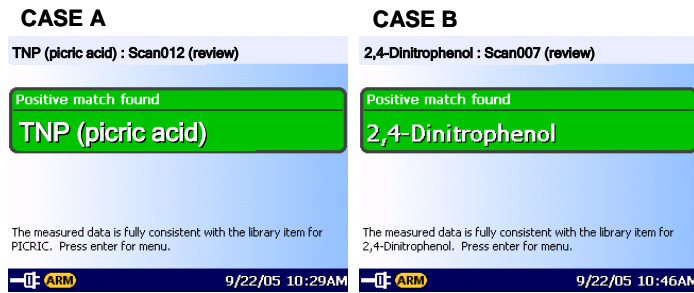 CASE A
TNP (picric acid) : Scan012 (review)
Positive match found
TNP (picric acid)
The measured data is fully consistent with the library item for
PICRIC. Press enter for menu.
ARM
9/22/05 10:29AM
CASE B
2,4-Dinitrophenol : Scan007 (review)
Positive match found
2,4-Dinitrophenol
The measured data is fully consistent with the library item for
2,4-Dinitrophenol. Press enter for menu.
ARM
9/22/05 10:46AM